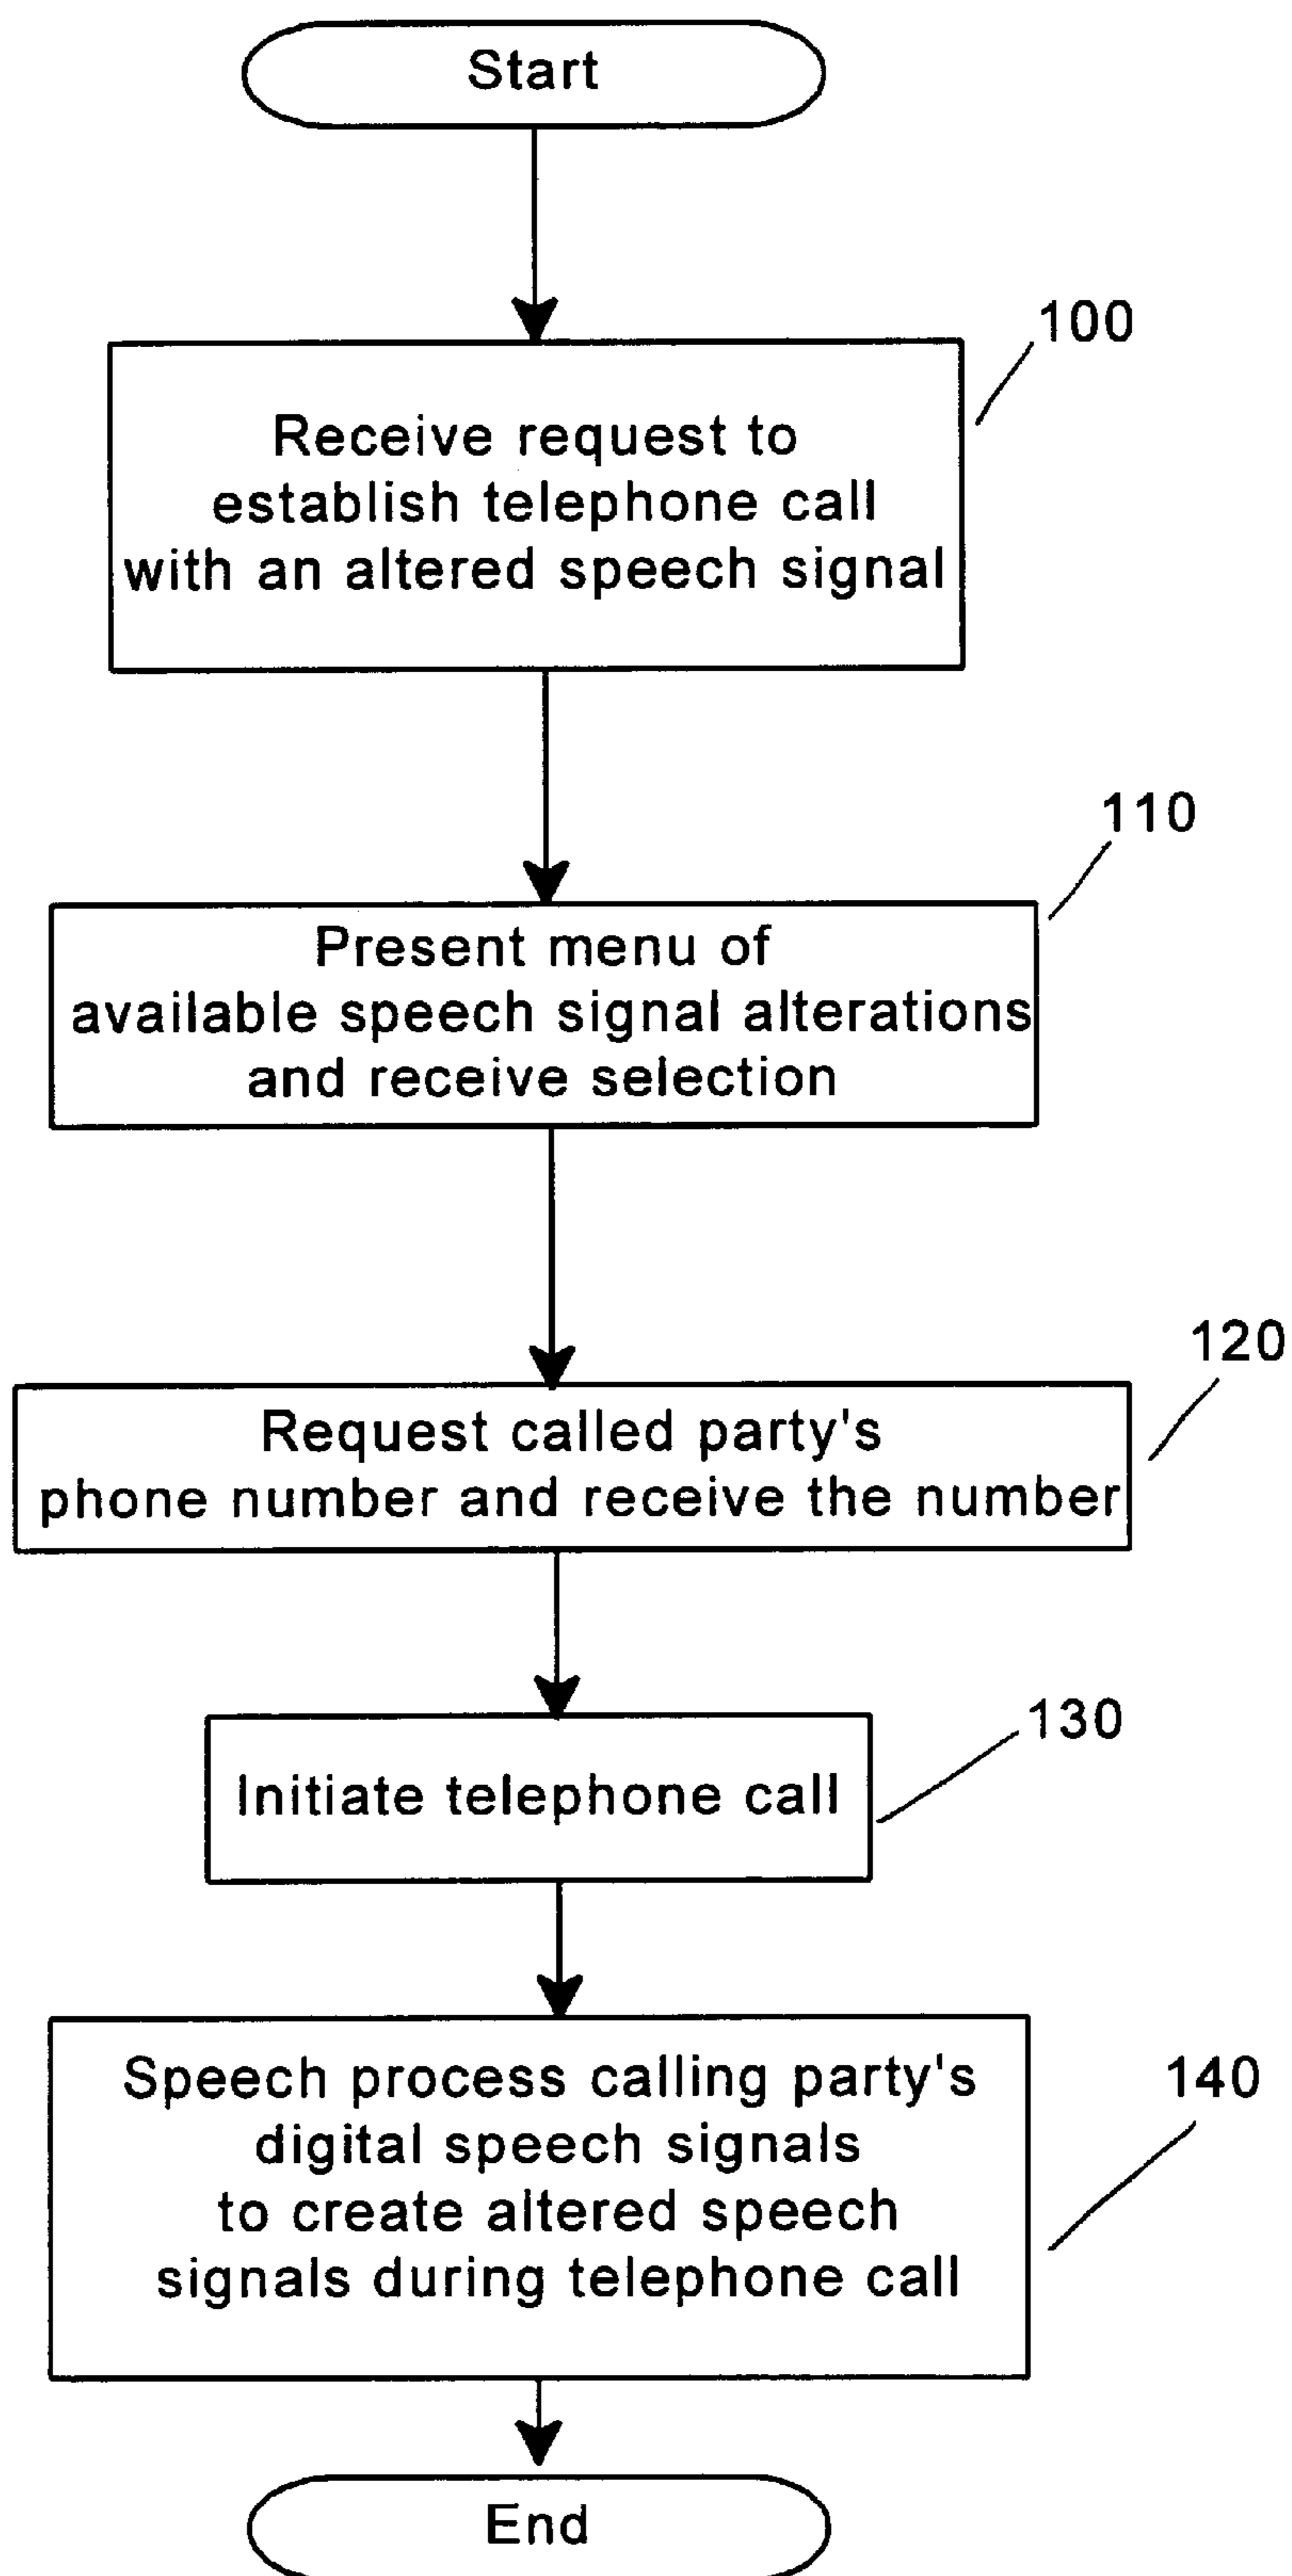 Start
100
Receive request to
establish telephone call
with an altered speech signal
110
Present menu of
available speech signal alterations
and receive selection
120
Request called party's
phone number and receive the number
130
Initiate telephone call
140
Speech process calling party's
digital speech signals
to create altered speech
signals during telephone call
End